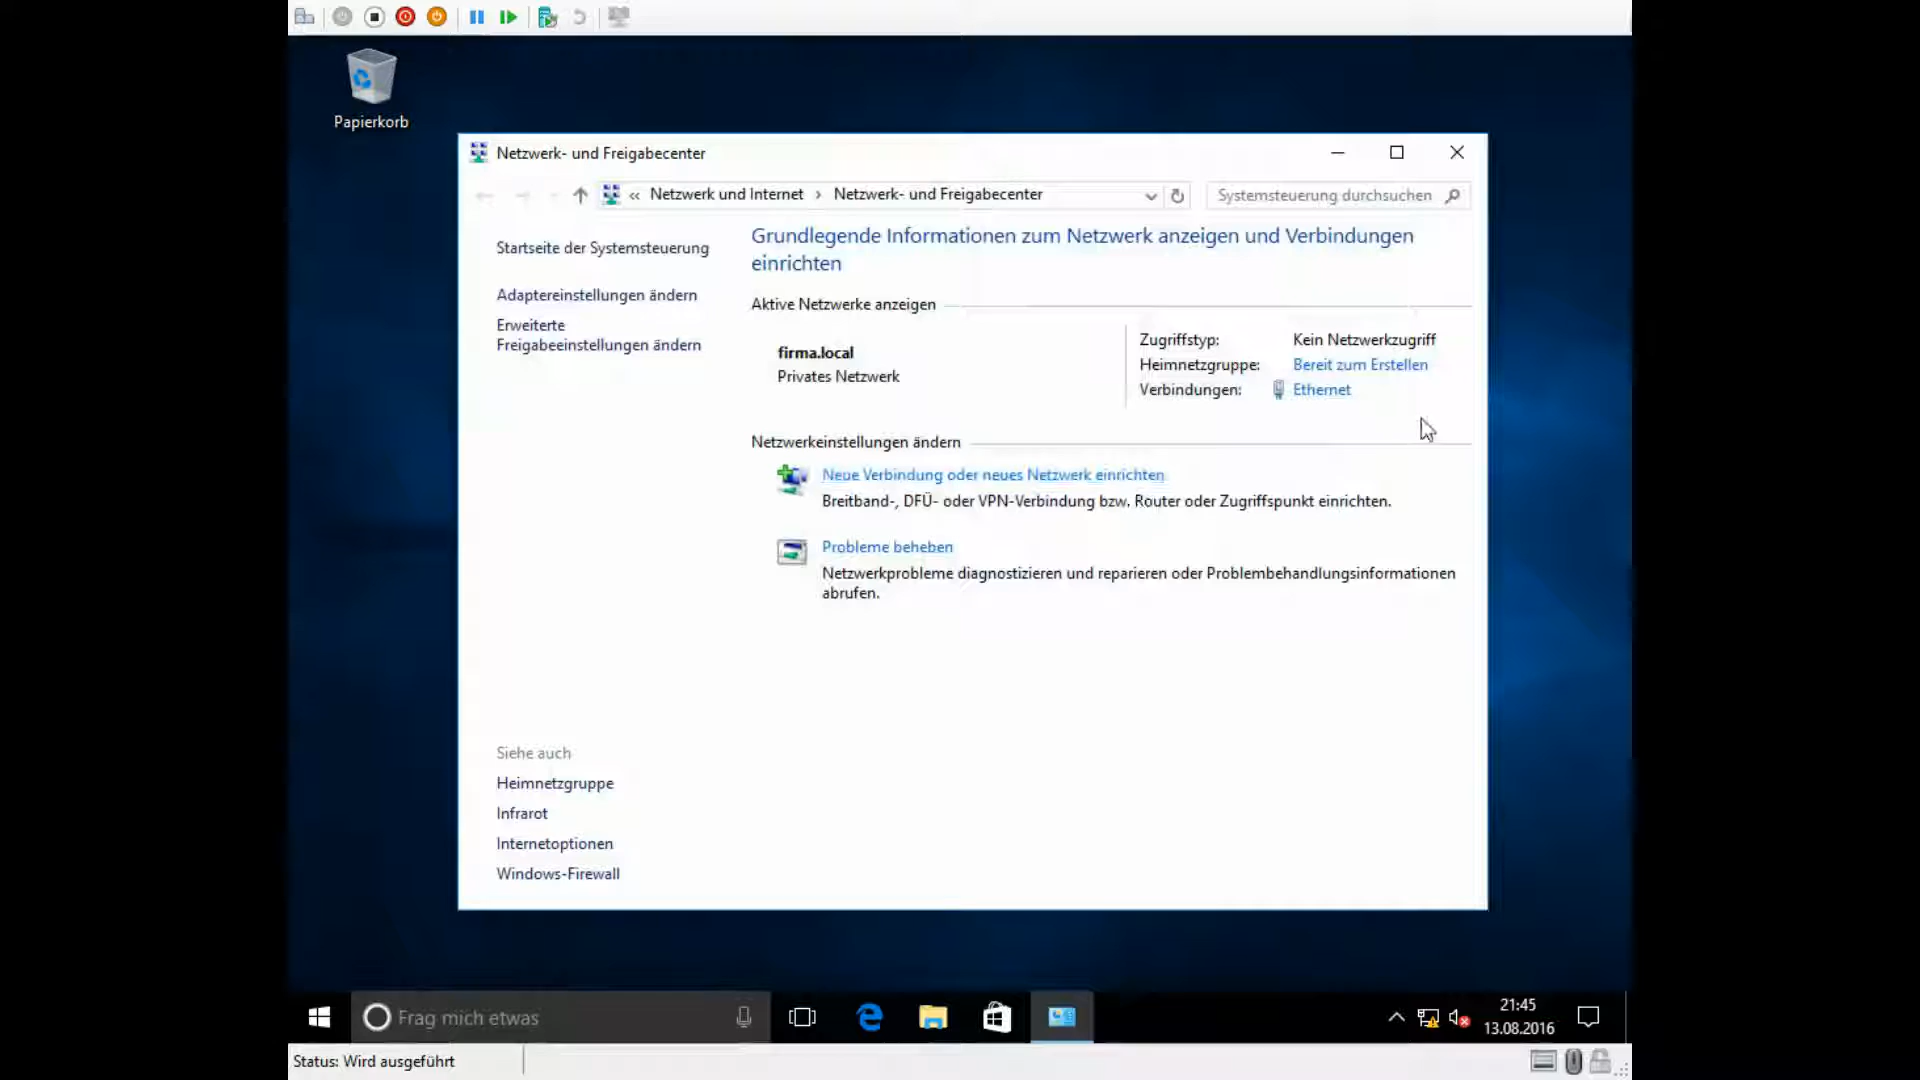 Papierkorb
Netzwerk- und Freigabecenter
« Netzwerk und Internet › Netzwerk- und Freigabecenter
Systemsteuerung durchsuchen
Startseite der Systemsteuerung
Adaptereinstellungen ändern
Erweiterte
Freigabeeinstellungen ändern
Grundlegende Informationen zum Netzwerk anzeigen und Verbindungen
einrichten
Aktive Netzwerke anzeigen
firma.local
Privates Netzwerk
Zugriffstyp: Kein Netzwerkzugriff
Heimnetzgruppe: Bereit zum Erstellen
Verbindungen: Ethernet
Netzwerkeinstellungen ändern
Neue Verbindung oder neues Netzwerk einrichten
Breitband-, DFÜ- oder VPN-Verbindung bzw. Router oder Zugriffspunkt einrichten.
Probleme beheben
Netzwerkprobleme diagnostizieren und reparieren oder Problembehandlungsinformationen
abrufen.
Siehe auch
Heimnetzgruppe
Infrarot
Internetoptionen
Windows-Firewall
Frag mich etwas
21:45
13.08.2016
Status: Wird ausgeführt